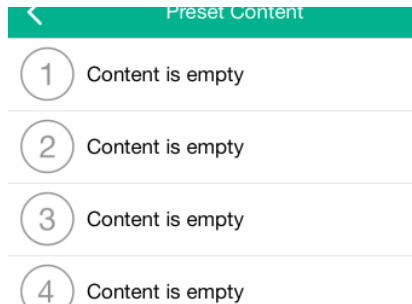 Preset Content
1 Content is empty
2 Content is empty
3 Content is empty
4 Content is empty